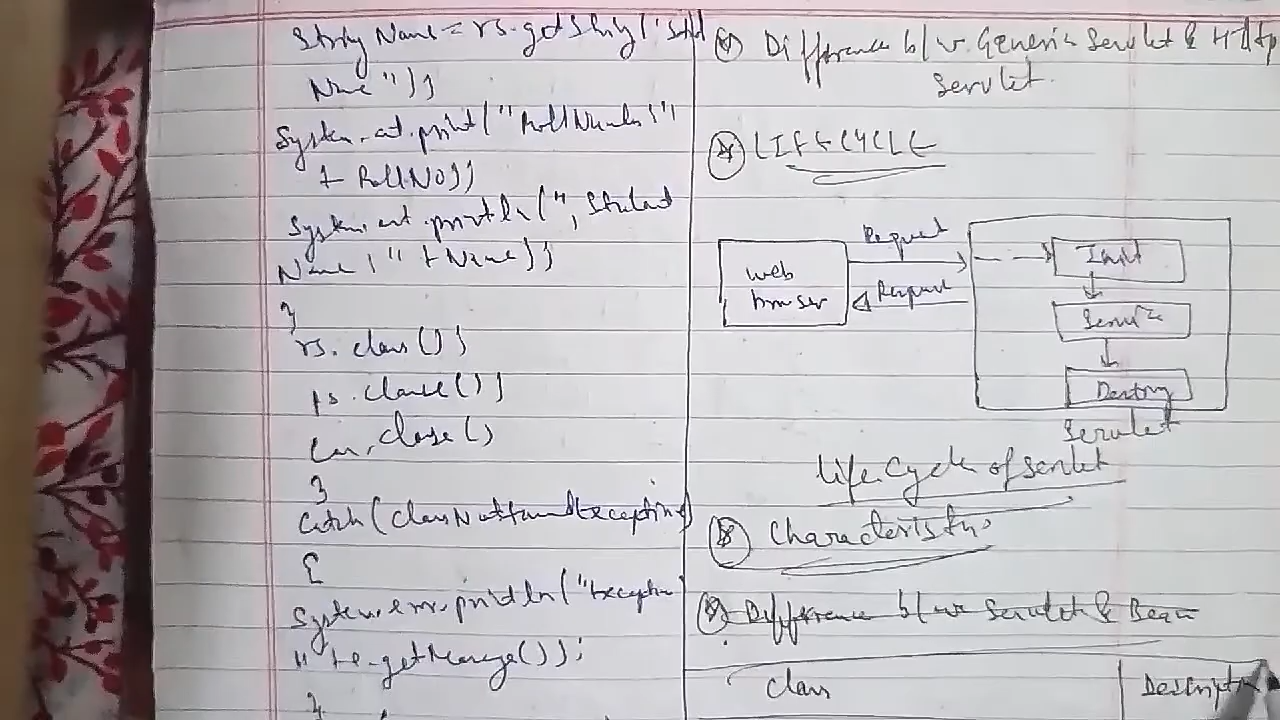 String Name = rs.getString("Stud
Name"));
System.out.print("RollNumber:"
+ RollNo));
System.out.println(", Student
Name:" + Name));
}
rs.close();
ps.close();
con.close()
}
Catch (ClassNotFoundException
{
System.err.println("Exception
" + e.getMessage());
}
Difference b/w. Generic Servlet & Http
Servlet.
LIFECYCLE
Web
browser
Request
Init
Service
Destroy
Servlet
life Cycle of servlet
Characteristics
Difference b/w Servlet & Bean
Class
Description